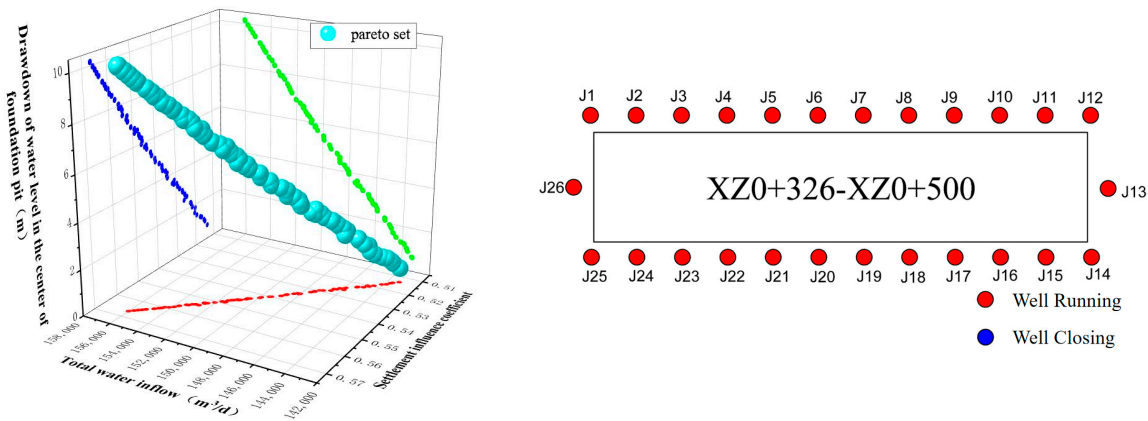 pareto set
Drawdown of water level in the center of
foundation pit (m)
10
8
6
4
2
0
158,000
156,000
154,000
152,000
150,000
148,000
146,000
144,000
142,000
Total water inflow (m³/d)
0.51
0.52
0.53
0.54
0.55
0.56
0.57
Settlement influence coefficient
J1 J2 J3 J4 J5 J6 J7 J8 J9 J10 J11 J12
J26 XZ0+326-XZ0+500 J13
J25 J24 J23 J22 J21 J20 J19 J18 J17 J16 J15 J14
Well Running
Well Closing